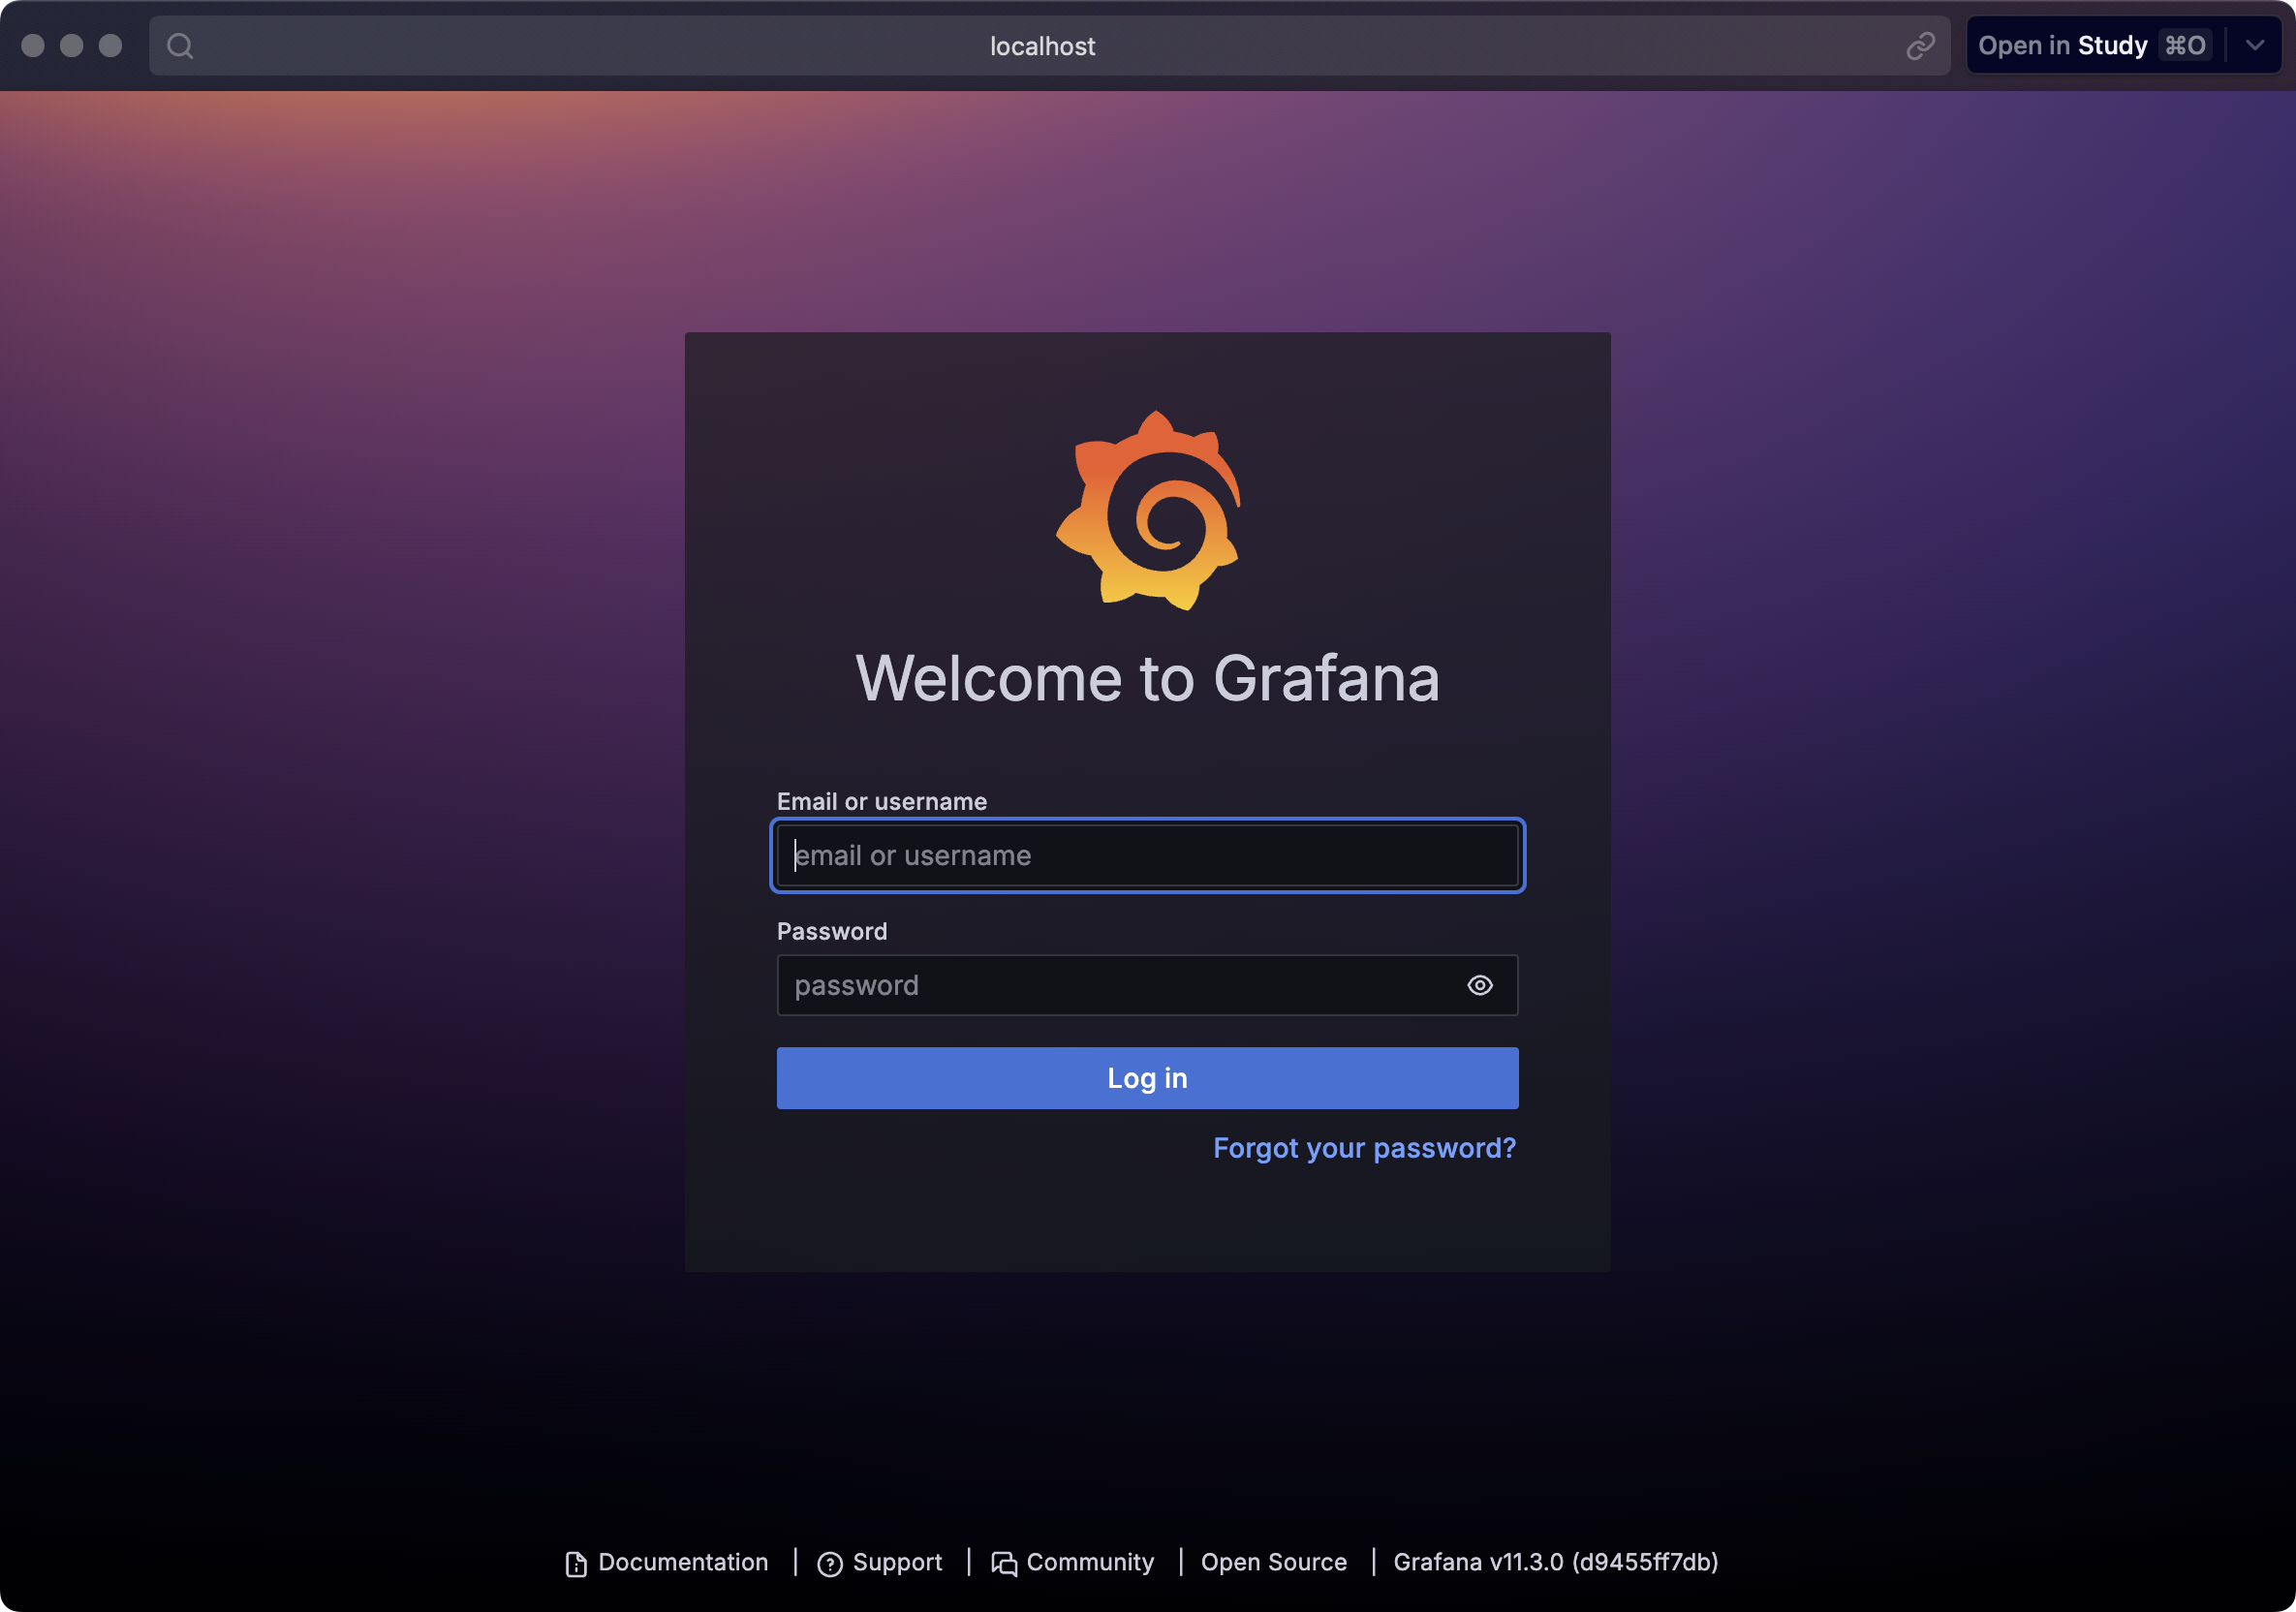 localhost
Open in Study ⌘O
Welcome to Grafana
Email or username
email or username
Password
password
Log in
Forgot your password?
Documentation | Support | Community | Open Source | Grafana v11.3.0 (d9455ff7db)